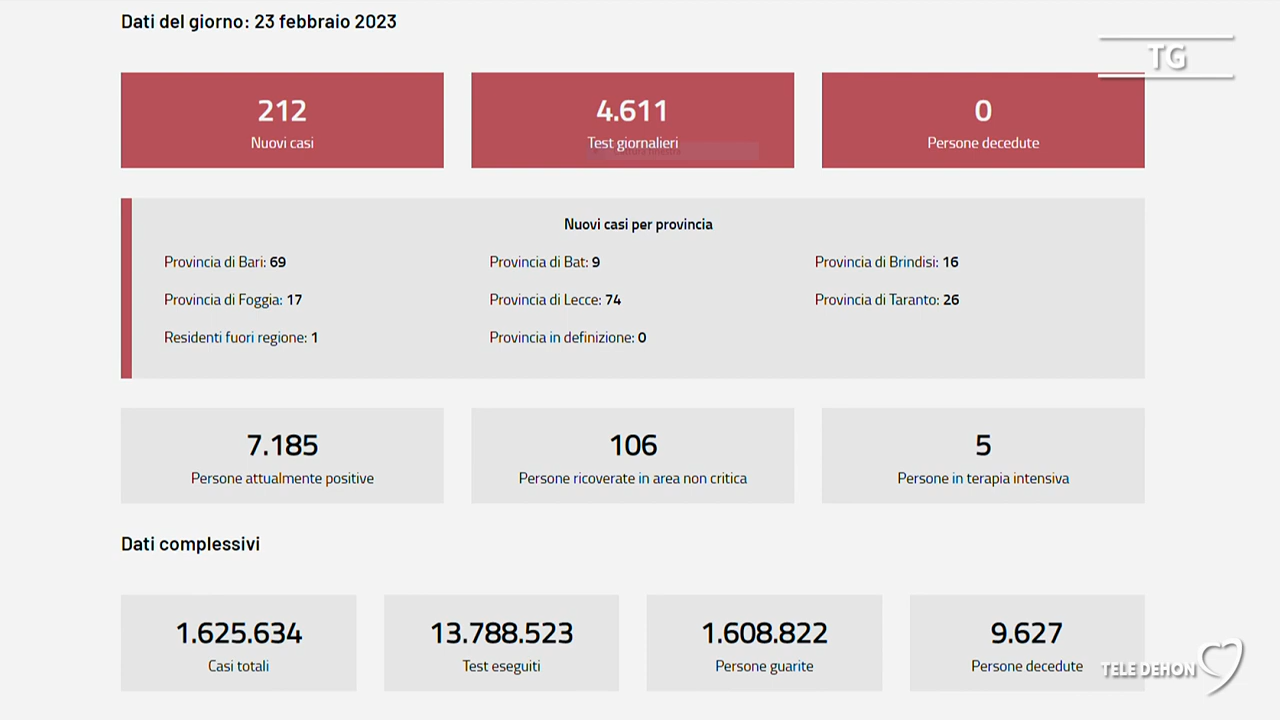 Dati del giorno: 23 febbraio 2023
TG
212
Nuovi casi
4.611
Test giornalieri
0
Persone decedute
Nuovi casi per provincia
Provincia di Bari: 69
Provincia di Bat: 9
Provincia di Brindisi: 16
Provincia di Foggia: 17
Provincia di Lecce: 74
Provincia di Taranto: 26
Residenti fuori regione: 1
Provincia in definizione: 0
7.185
Persone attualmente positive
106
Persone ricoverate in area non critica
5
Persone in terapia intensiva
Dati complessivi
1.625.634
Casi totali
13.788.523
Test eseguiti
1.608.822
Persone guarite
9.627
Persone decedute
TELE DEHON